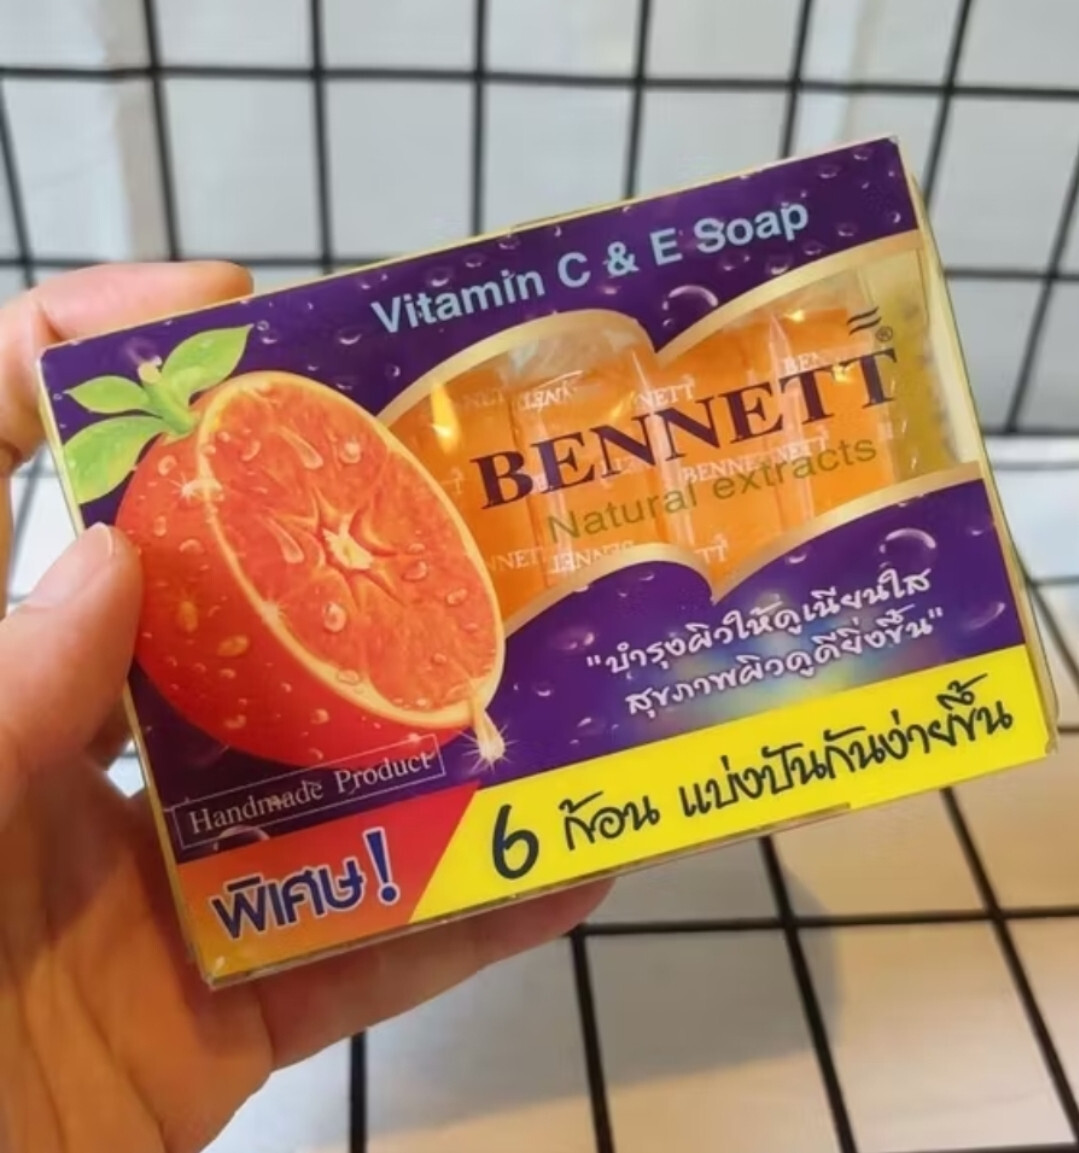 Vitamin C & E Soap
BENNETT®
Natural extracts
"บำรุงผิวให้ดูเนียนใส
สุขภาพผิวดูดียิ่งขึ้น"
Handmade Product
พิเศษ!
6 ก้อน แบ่งปันกันง่ายขึ้น